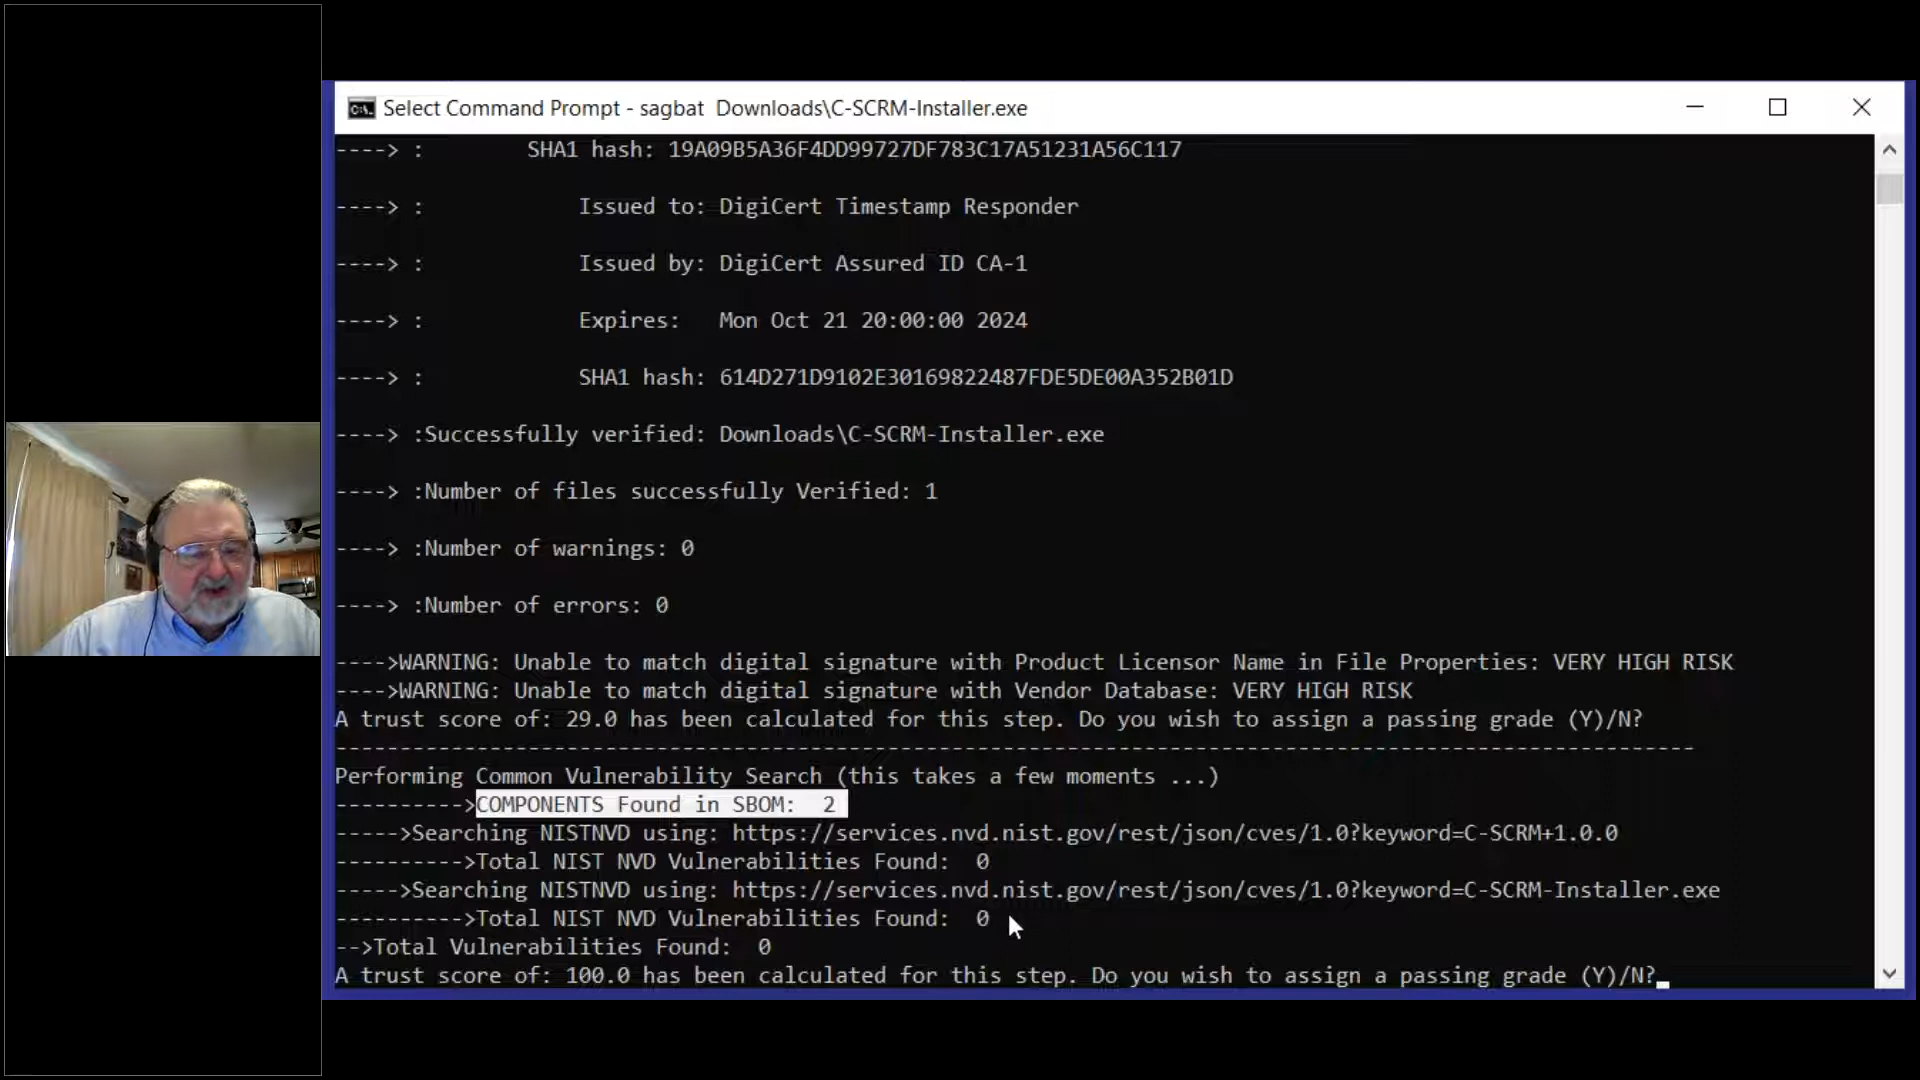 Select Command Prompt - sagbat  Downloads\C-SCRM-Installer.exe
----> :        SHA1 hash: 19A09B5A36F4DD99727DF783C17A51231A56C117
----> :            Issued to: DigiCert Timestamp Responder
----> :            Issued by: DigiCert Assured ID CA-1
----> :            Expires:   Mon Oct 21 20:00:00 2024
----> :            SHA1 hash: 614D271D9102E30169822487FDE5DE00A352B01D
----> :Successfully verified: Downloads\C-SCRM-Installer.exe
----> :Number of files successfully Verified: 1
----> :Number of warnings: 0
----> :Number of errors: 0
---->WARNING: Unable to match digital signature with Product Licensor Name in File Properties: VERY HIGH RISK
---->WARNING: Unable to match digital signature with Vendor Database: VERY HIGH RISK
A trust score of: 29.0 has been calculated for this step. Do you wish to assign a passing grade (Y)/N?
----------------------------------------------------------------------------------------------------------
Performing Common Vulnerability Search (this takes a few moments ...)
---------->COMPONENTS Found in SBOM:  2
----->Searching NISTNVD using: https://services.nvd.nist.gov/rest/json/cves/1.0?keyword=C-SCRM+1.0.0
---------->Total NIST NVD Vulnerabilities Found:  0
----->Searching NISTNVD using: https://services.nvd.nist.gov/rest/json/cves/1.0?keyword=C-SCRM-Installer.exe
---------->Total NIST NVD Vulnerabilities Found:  0
-->Total Vulnerabilities Found:  0
A trust score of: 100.0 has been calculated for this step. Do you wish to assign a passing grade (Y)/N?